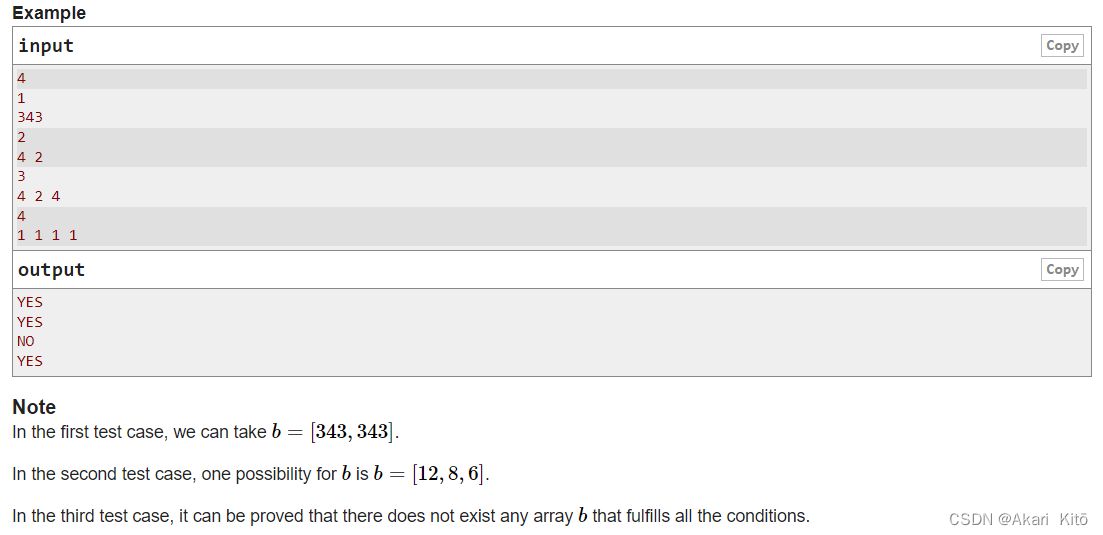 Example
input
Copy
4
1
343
2
4 2
3
4 2 4
4
1 1 1 1
output
Copy
YES
YES
NO
YES
Note
In the first test case, we can take b = [343, 343].
In the second test case, one possibility for b is b = [12, 8, 6].
In the third test case, it can be proved that there does not exist any array b that fulfills all the conditions.
CSDN @Akari Kitō